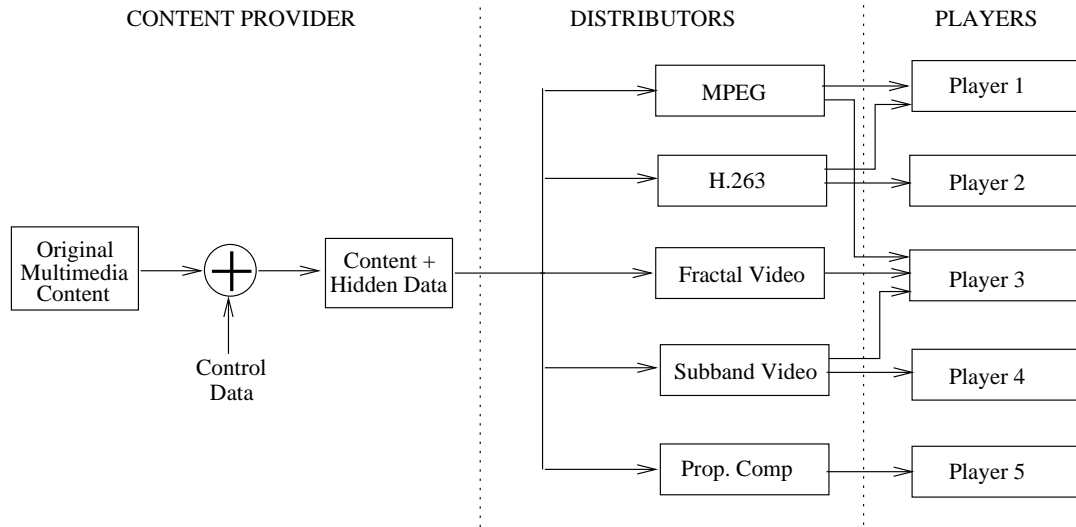 CONTENT PROVIDER
DISTRIBUTORS
PLAYERS
Original
Multimedia
Content
Control
Data
Content +
Hidden Data
MPEG
H.263
Fractal Video
Subband Video
Prop. Comp
Player 1
Player 2
Player 3
Player 4
Player 5